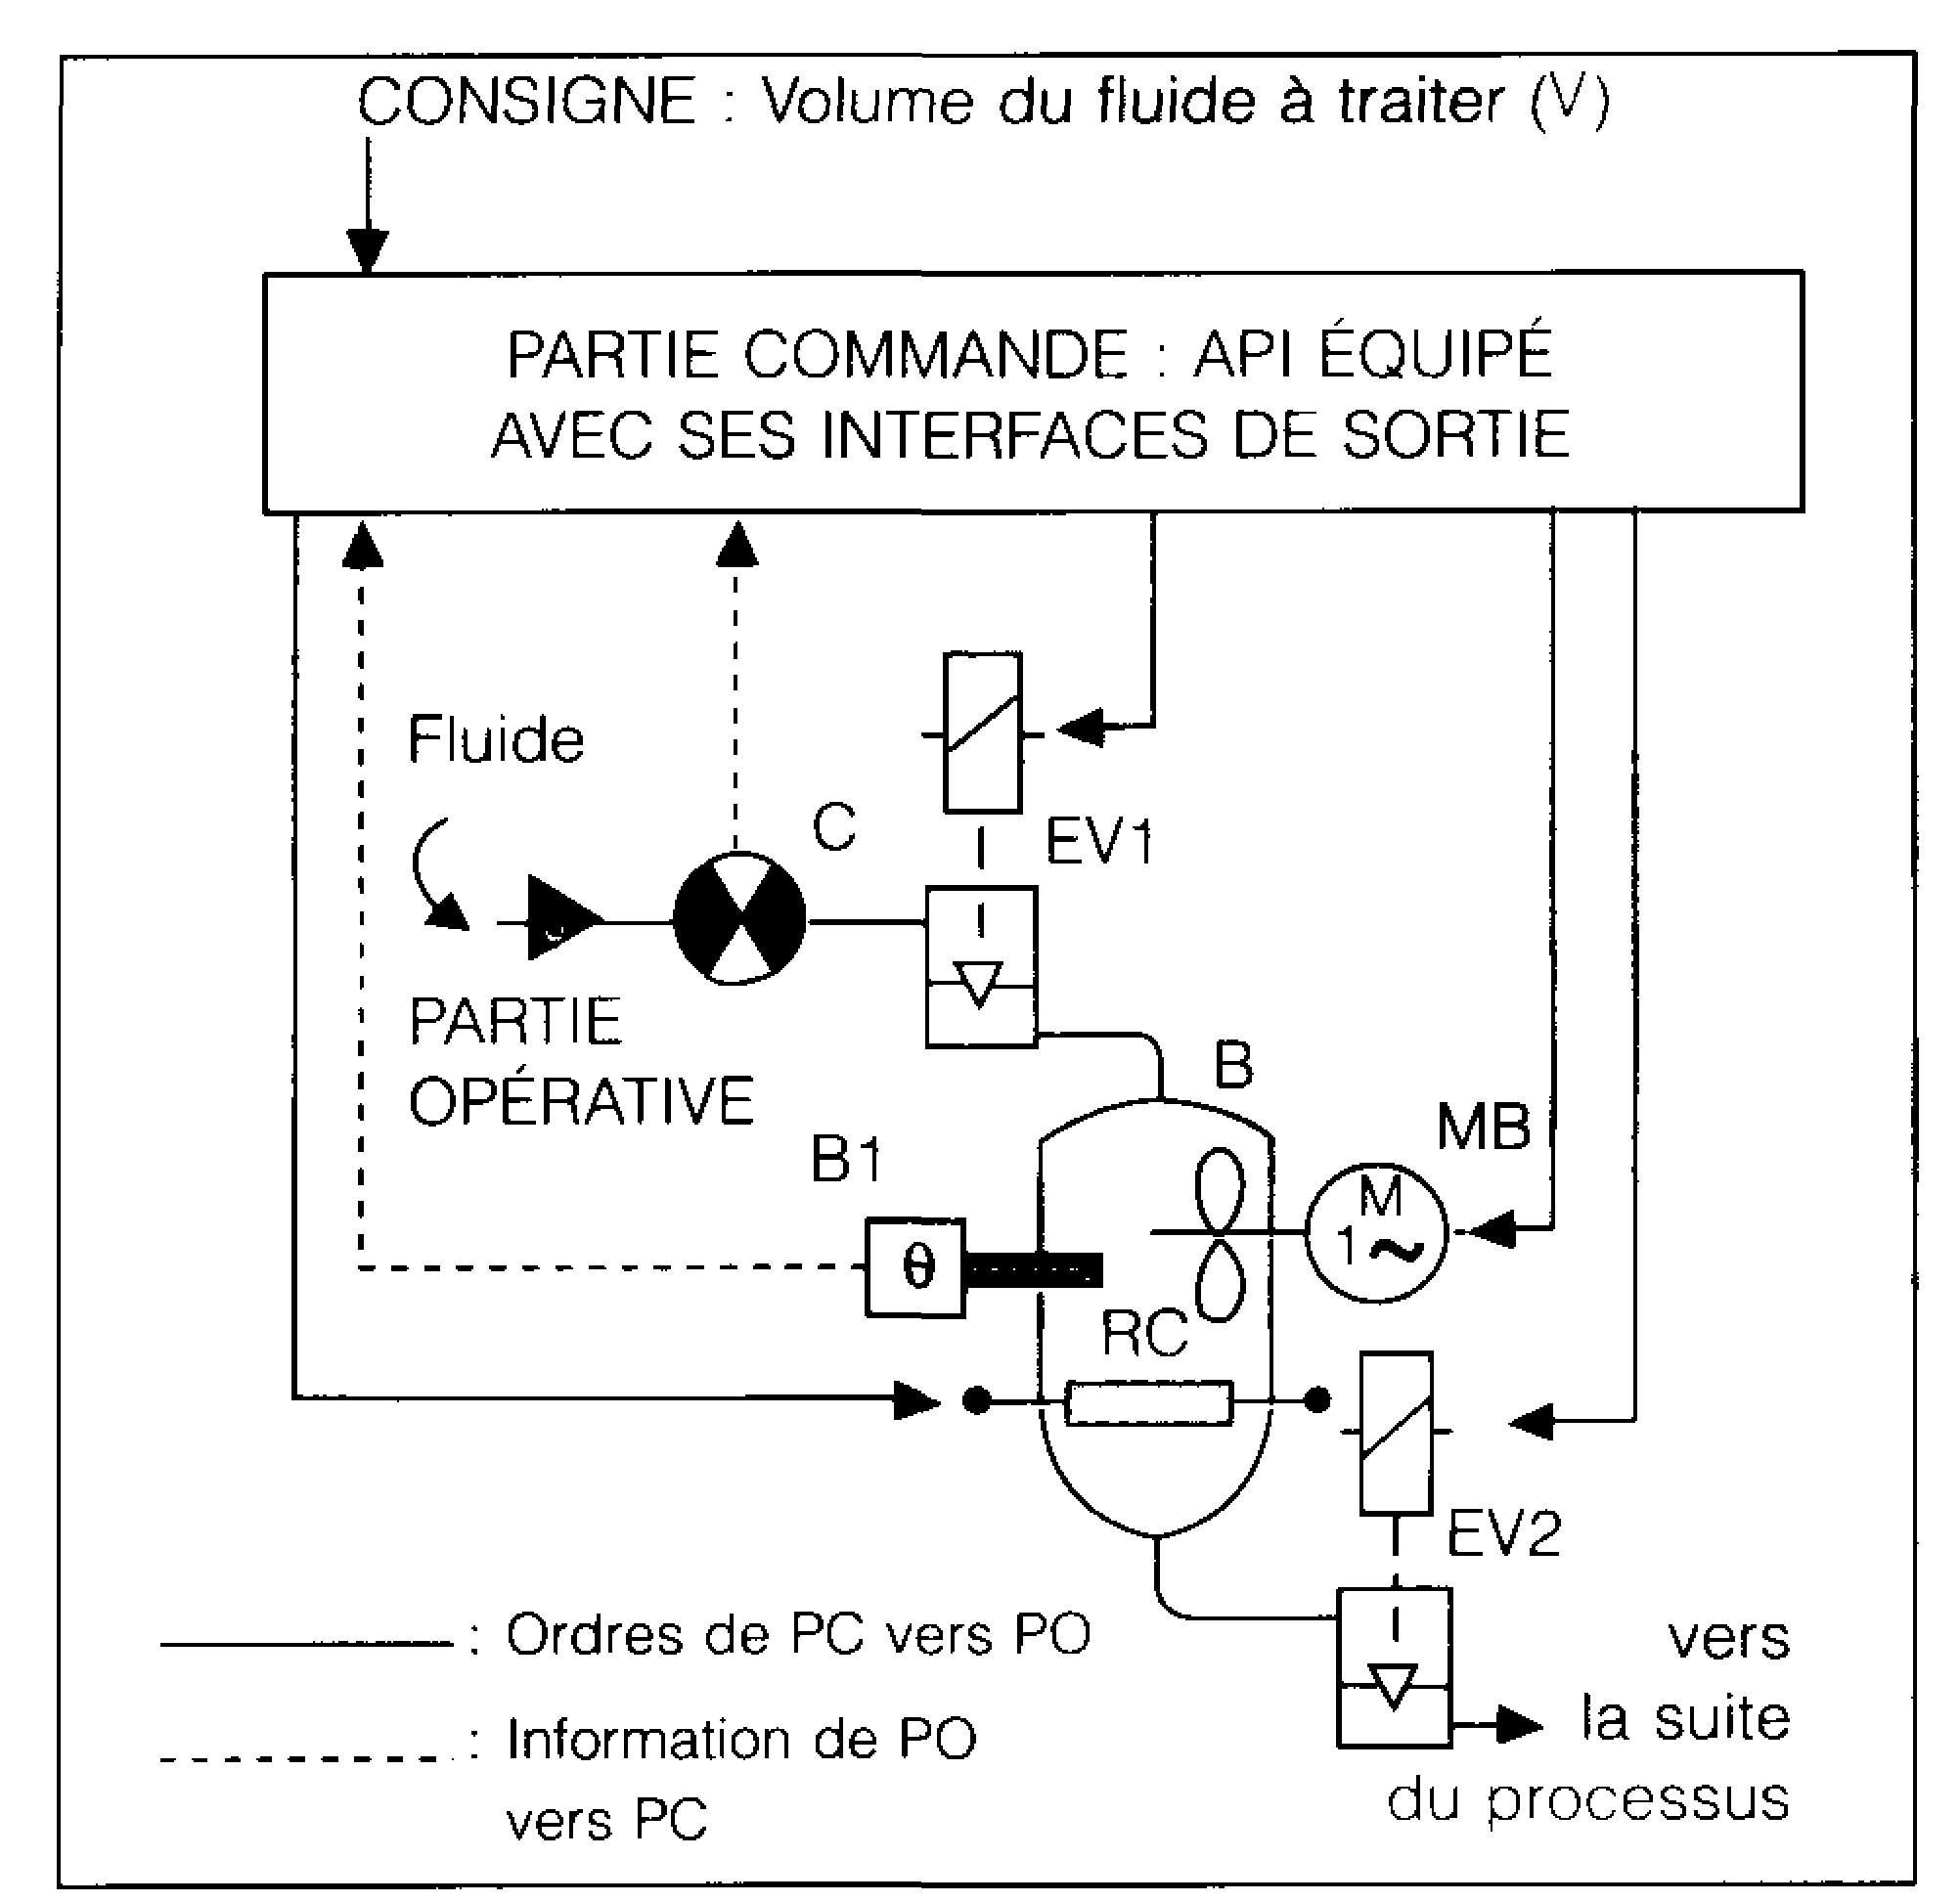 CONSIGNE : Volume du fluide à traiter (V)
PARTIE COMMANDE : API ÉQUIPÉ
AVEC SES INTERFACES DE SORTIE
Fluide
C
EV1
PARTIE
OPÉRATIVE
B
MB
B1
M
1~
θ
RC
EV2
: Ordres de PC vers PO
: Information de PO
vers PC
vers
la suite
du processus